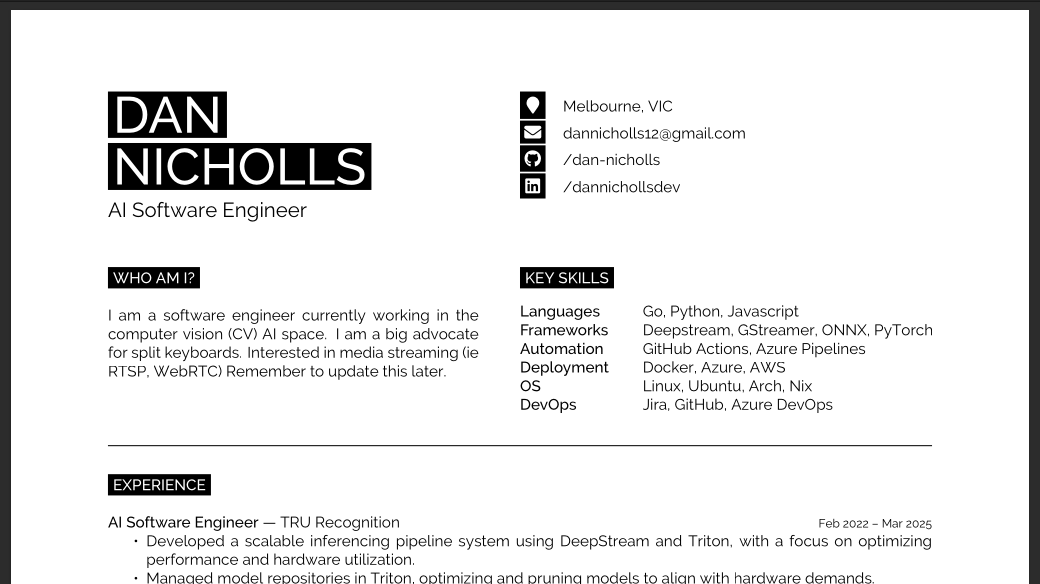 DAN
NICHOLLS
AI Software Engineer
Melbourne, VIC
dannicholls12@gmail.com
/dan-nicholls
/dannichollsdev
WHO AM I?
I am a software engineer currently working in the
computer vision (CV) AI space. I am a big advocate
for split keyboards. Interested in media streaming (ie
RTSP, WebRTC) Remember to update this later.
KEY SKILLS
Languages Go, Python, Javascript
Frameworks Deepstream, GStreamer, ONNX, PyTorch
Automation GitHub Actions, Azure Pipelines
Deployment Docker, Azure, AWS
OS Linux, Ubuntu, Arch, Nix
DevOps Jira, GitHub, Azure DevOps
EXPERIENCE
AI Software Engineer — TRU Recognition Feb 2022 – Mar 2025
• Developed a scalable inferencing pipeline system using DeepStream and Triton, with a focus on optimizing
performance and hardware utilization.
• Managed model repositories in Triton, optimizing and pruning models to align with hardware demands.